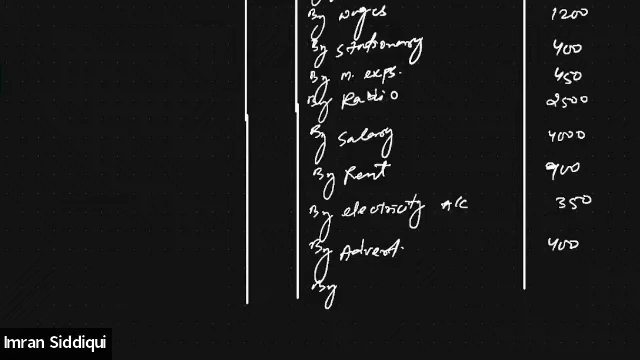 By wages 1200
By Stationary 400
By m. exps. 450
By Radio 2500
By Salary 4000
By Rent 900
By electricity A/c 350
By Advert. 400
By
Imran Siddiqui